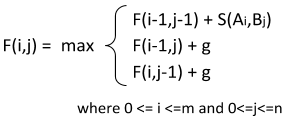 F(i-1,j-1) + S(Ai,Bj)
F(i,j) = max F(i-1,j) + g
F(i,j-1) + g
where 0 <= i <=m and 0<=j<=n